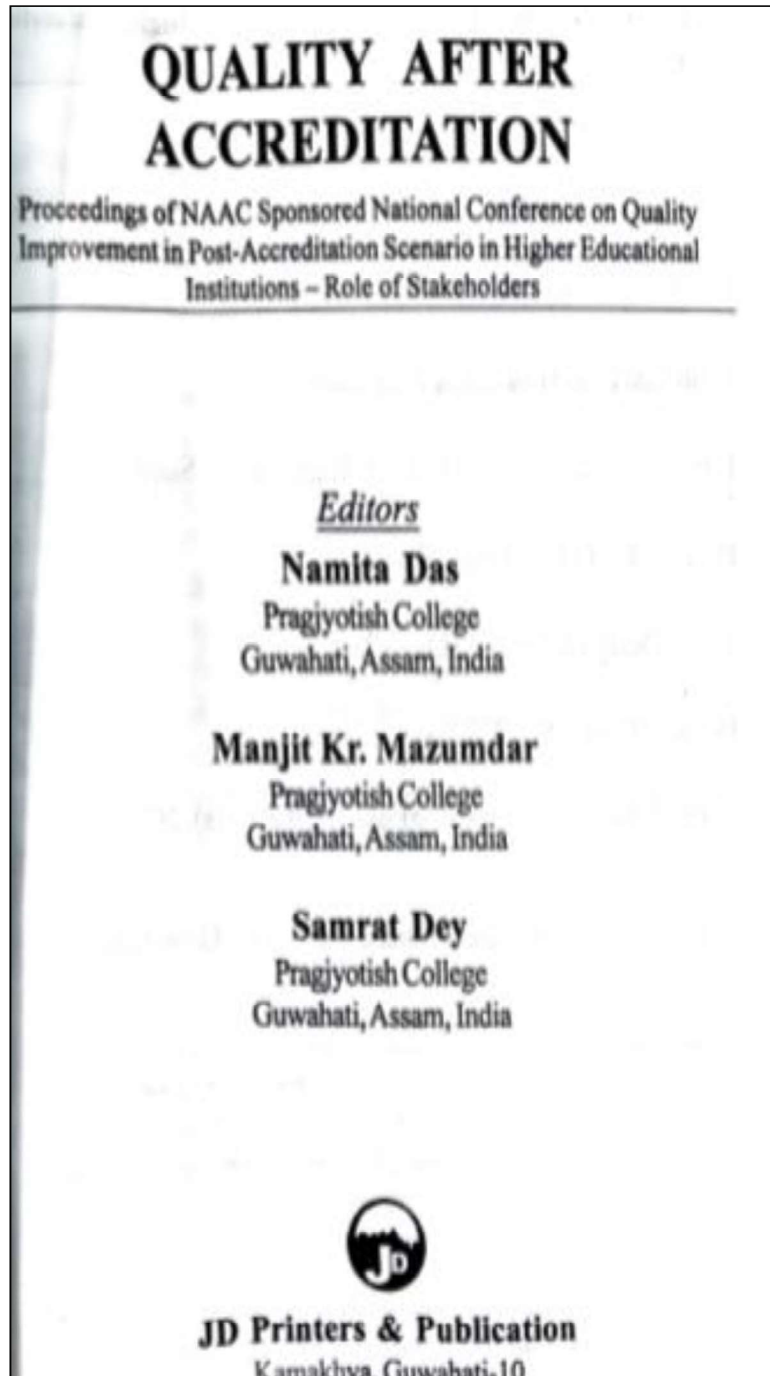 QUALITY AFTER
ACCREDITATION
Proceedings of NAAC Sponsored National Conference on Quality
Improvement in Post-Accreditation Scenario in Higher Educational
Institutions – Role of Stakeholders
Editors
Namita Das
Pragjyotish College
Guwahati, Assam, India
Manjit Kr. Mazumdar
Pragjyotish College
Guwahati, Assam, India
Samrat Dey
Pragjyotish College
Guwahati, Assam, India
JD
JD Printers & Publication
Kamakhya, Guwahati-10